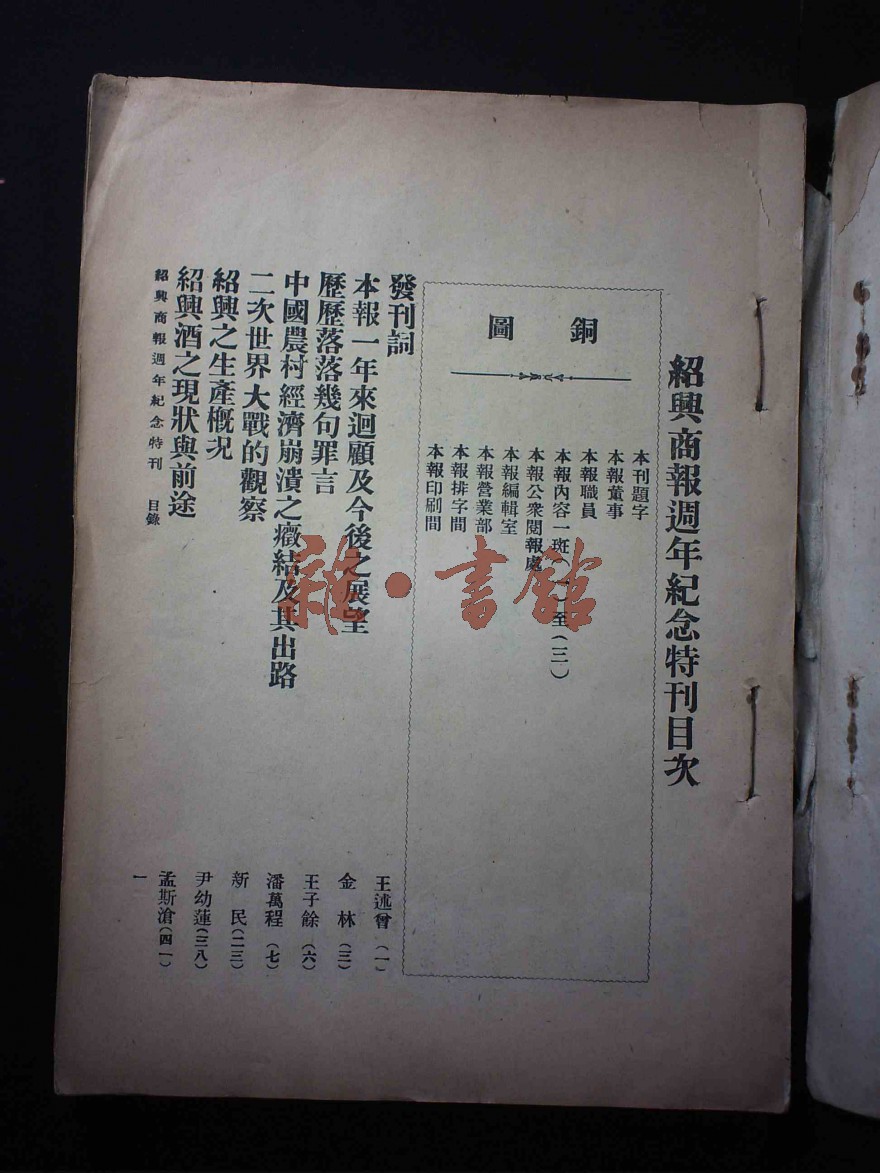 紹興商報週年紀念特刊目次
銅圖
本刊題字
本報董事
本報職員
本報內容一斑(一)至(三)
本報公衆閱報處
本報編輯室
本報營業部
本報排字間
本報印刷間
發刊詞 王述曾(一)
本報一年來迴顧及今後之展望 金林(三)
歷歷落落幾句罪言 王子餘(六)
中國農村經濟崩潰之癥結及其出路 潘萬程(七)
二次世界大戰的觀察 新民(二三)
紹興之生產概況 尹幼蓮(三八)
紹興酒之現狀與前途 孟斯滄(四一)
紹興商報週年紀念特刊 目錄 一
雜·書館